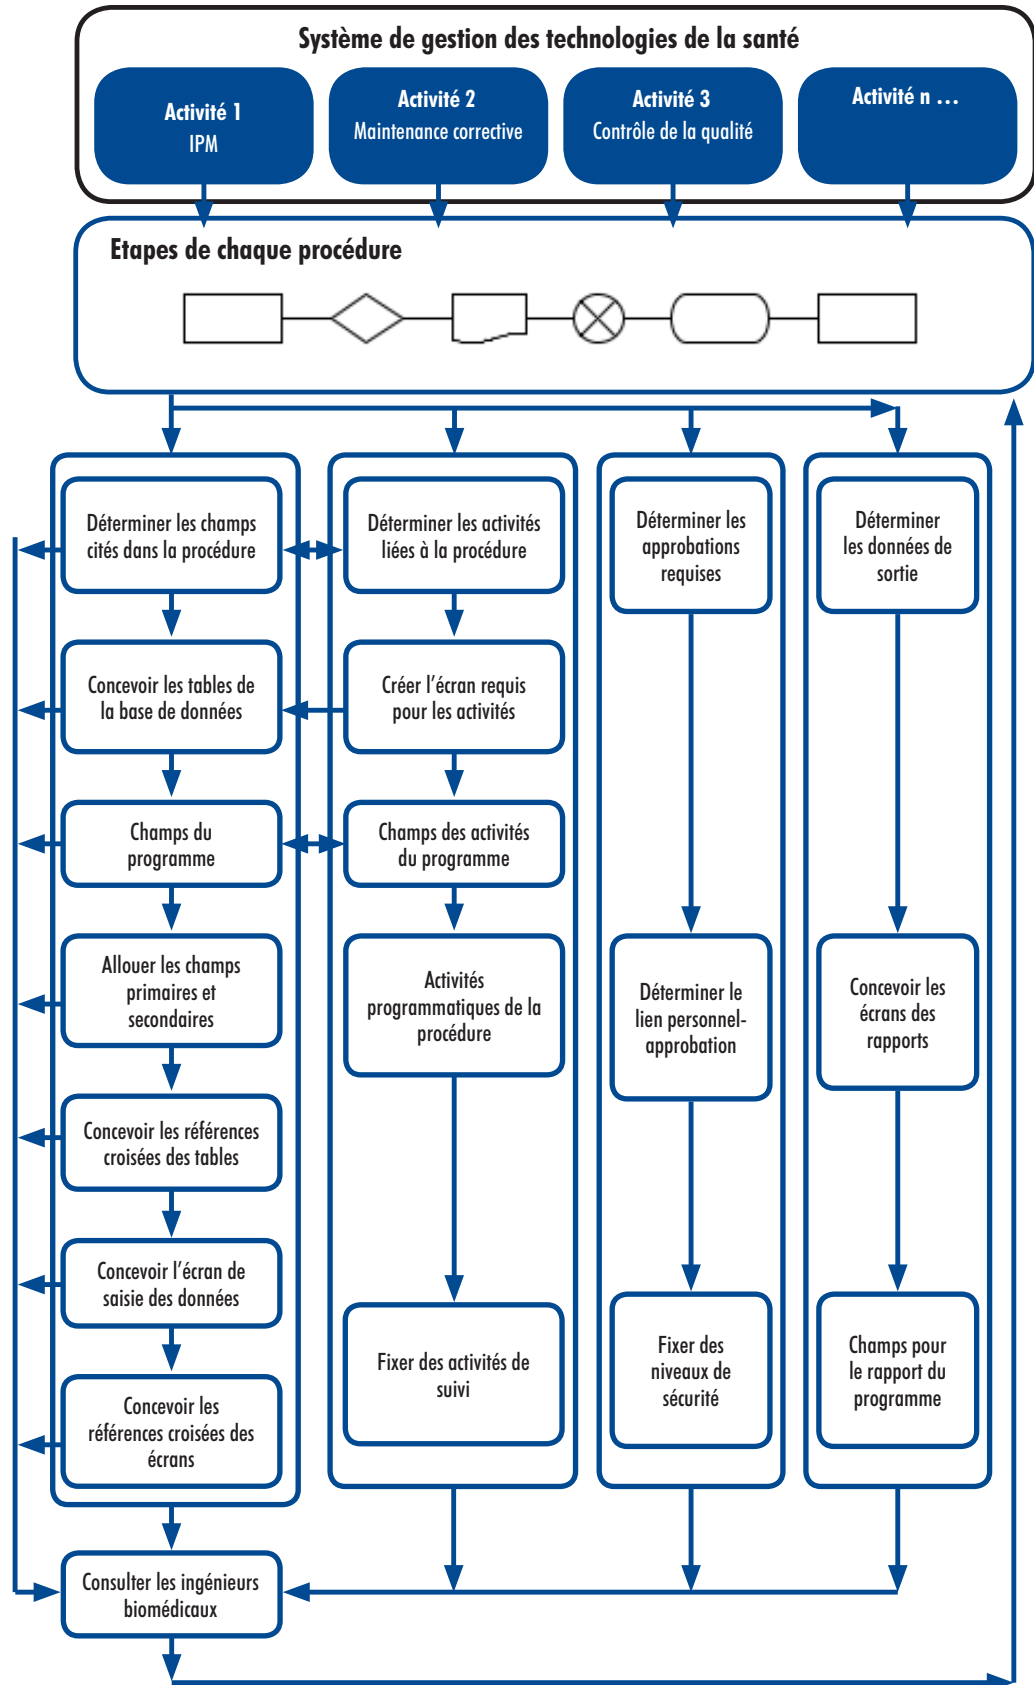 Système de gestion des technologies de la santé
Activité 1
IPM
Activité 2
Maintenance corrective
Activité 3
Contrôle de la qualité
Activité n ...
Etapes de chaque procédure
Déterminer les champs
cités dans la procédure
Concevoir les tables de
la base de données
Champs du
programme
Allouer les champs
primaires et
secondaires
Concevoir les références
croisées des tables
Concevoir l'écran de
saisie des données
Concevoir les
références croisées des
écrans
Déterminer les activités
liées à la procédure
Créer l'écran requis
pour les activités
Champs des activités
du programme
Activités
programmatiques de la
procédure
Fixer des activités de
suivi
Déterminer les
approbations
requises
Déterminer le
lien personnel-
approbation
Fixer des
niveaux de
sécurité
Déterminer
les données de
sortie
Concevoir les
écrans des
rapports
Champs pour
le rapport du
programme
Consulter les ingénieurs
biomédicaux